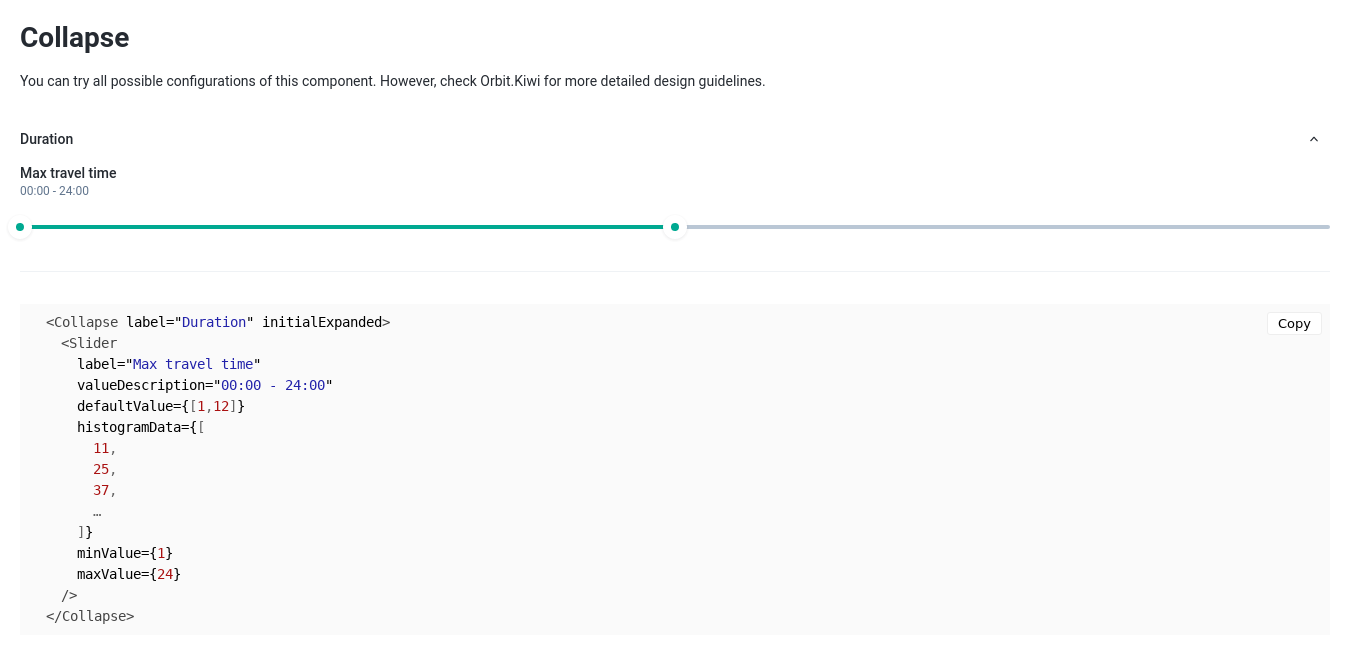 Collapse
You can try all possible configurations of this component. However, check Orbit.Kiwi for more detailed design guidelines.
Duration
Max travel time
00:00 - 24:00
<Collapse label="Duration" initialExpanded>
Copy
<Slider
label="Max travel time"
valueDescription="00:00 - 24:00"
defaultValue={[1,12]}
histogramData={[
11,
25,
37,
…
]}
minValue={1}
maxValue={24}
/>
</Collapse>